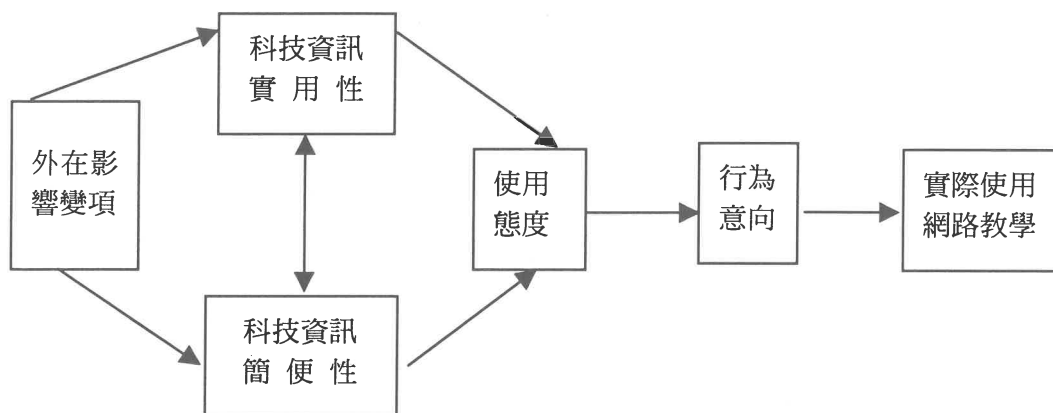 科技資訊
實用性
外在影
響變項
使用
態度
行為
意向
實際使用
網路教學
科技資訊
簡便性